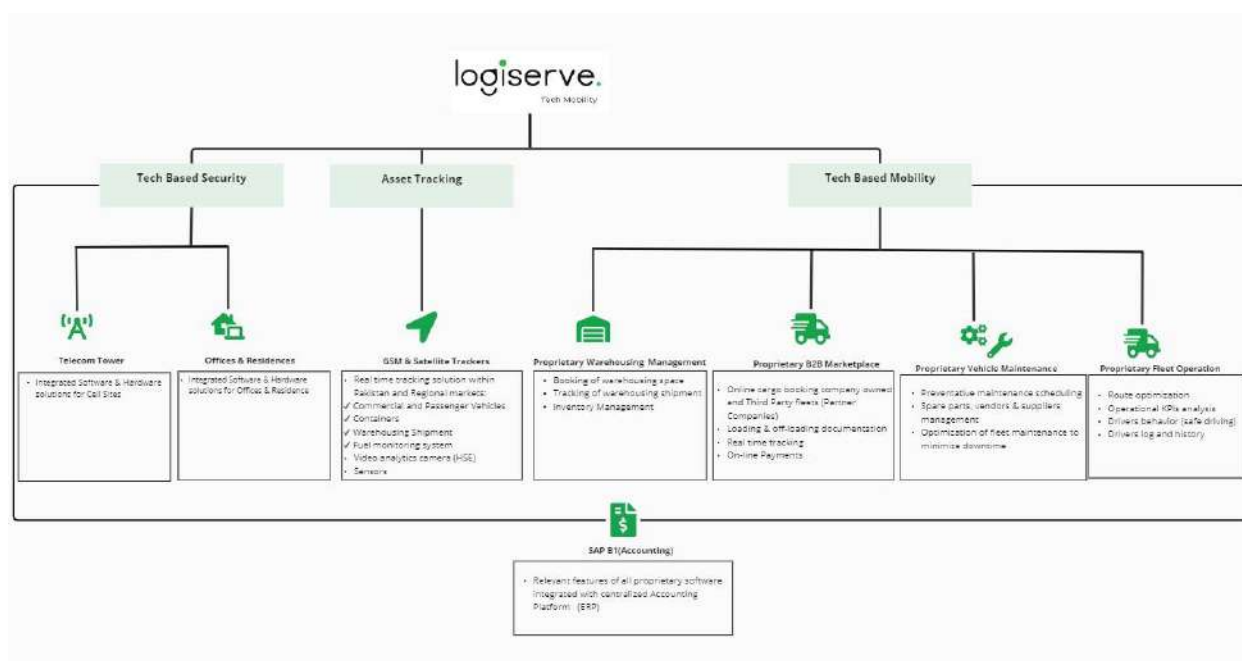 logiserve.
Tech Mobility
Tech Based Security
Asset Tracking
Tech Based Mobility
Telecom Tower
• Integrated Software & Hardware
solutions for Cell Sites
Offices & Residences
• Integrated Software & Hardware
solutions for Offices & Residence
GSM & Satellite Trackers
• Real time tracking solution within
Pakistan and Regional markets:
✓ Commercial and Passenger Vehicles
✓ Containers
✓ Warehousing Shipment
✓ Fuel monitoring system
• Video analytics camera (HSE)
• Sensors
Proprietary Warehousing Management
• Booking of warehousing space
• Tracking of warehousing shipment
• Inventory Management
Proprietary B2B Marketplace
• Online cargo booking company owned
and Third Party fleets (Partner
Companies)
• Loading & off-loading documentation
• Real time tracking
• On-line Payments
Proprietary Vehicle Maintenance
• Preventative maintenance scheduling
• Spare parts, vendors & suppliers
management
• Optimization of fleet maintenance to
minimise downtime
Proprietary Fleet Operation
• Route optimization
• Operational KPIs analysis
• Drivers behavior (safe driving)
• Drivers log and history
SAP B1(Accounting)
• Relevant features of all proprietary software
integrated with centralized Accounting
Platform (ERP)